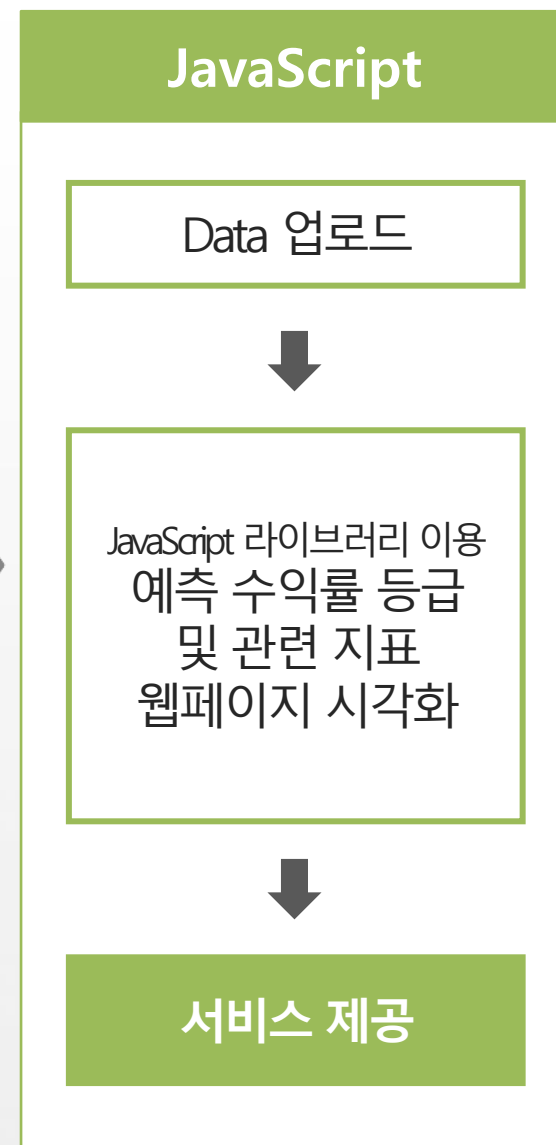 JavaScript
Data 업로드
JavaScript 라이브러리 이용
예측 수익률 등급
및 관련 지표
웹페이지 시각화
서비스 제공